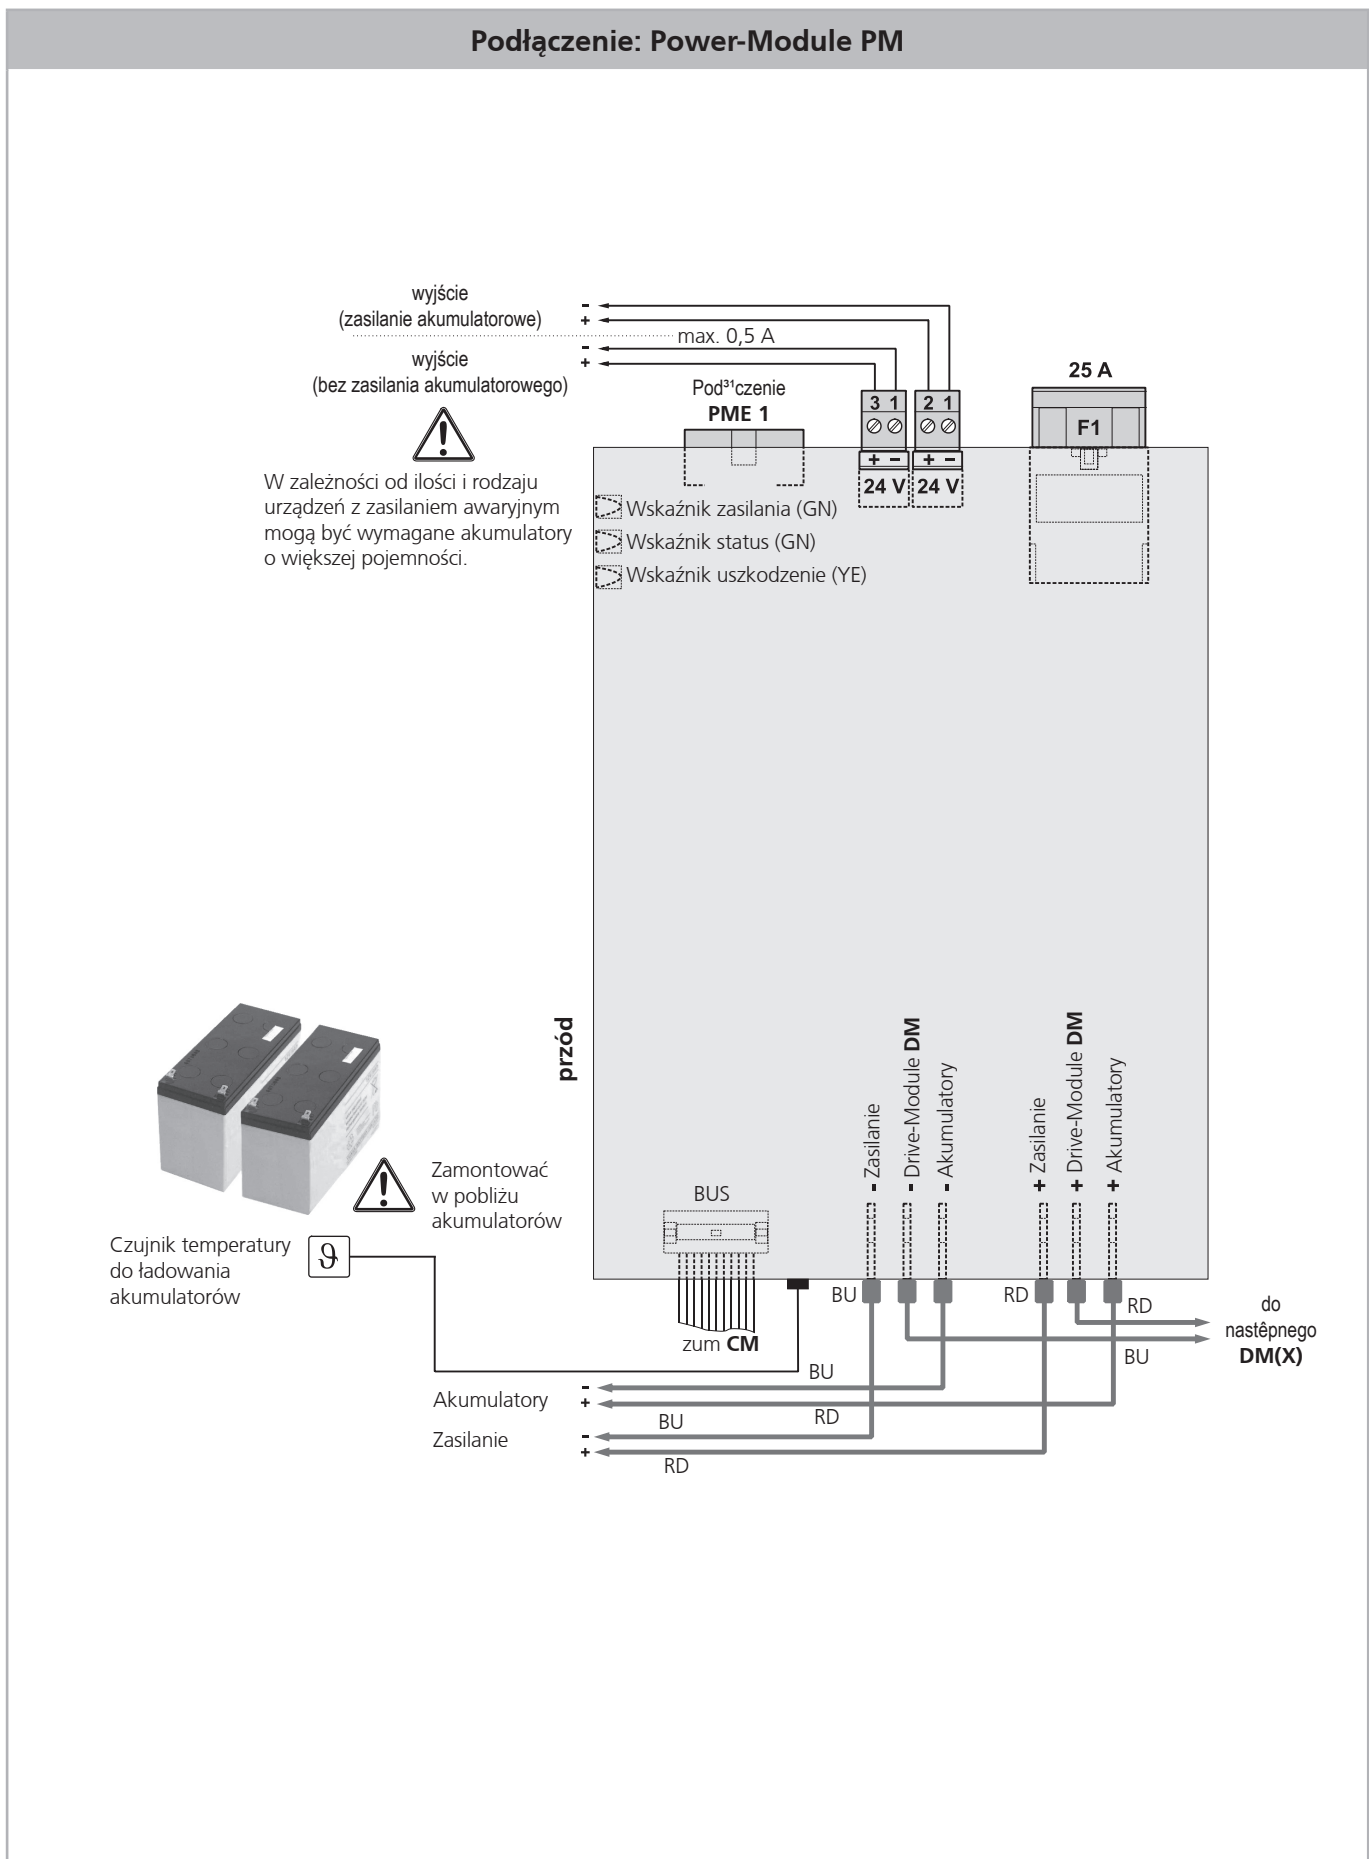 Podłączenie: Power-Module PM
wyjście
(zasilanie akumulatorowe)
-
+
max. 0,5 A
wyjście
(bez zasilania akumulatorowego)
-
+
W zależności od ilości i rodzaju
urządzeń z zasilaniem awaryjnym
mogą być wymagane akumulatory
o większej pojemności.
Pod³¹czenie
PME 1
3 1
2 1
+ -
+ -
24 V
24 V
25 A
F1
Wskaźnik zasilania (GN)
Wskaźnik status (GN)
Wskaźnik uszkodzenie (YE)
przód
- Zasilanie
- Drive-Module DM
- Akumulatory
+ Zasilanie
+ Drive-Module DM
+ Akumulatory
Zamontować
w pobliżu
akumulatorów
Czujnik temperatury
do ładowania
akumulatorów
ϑ
BUS
zum CM
BU
RD
RD
BU
do
nastêpnego
DM(X)
Akumulatory
-
+
BU
RD
Zasilanie
-
+
BU
RD